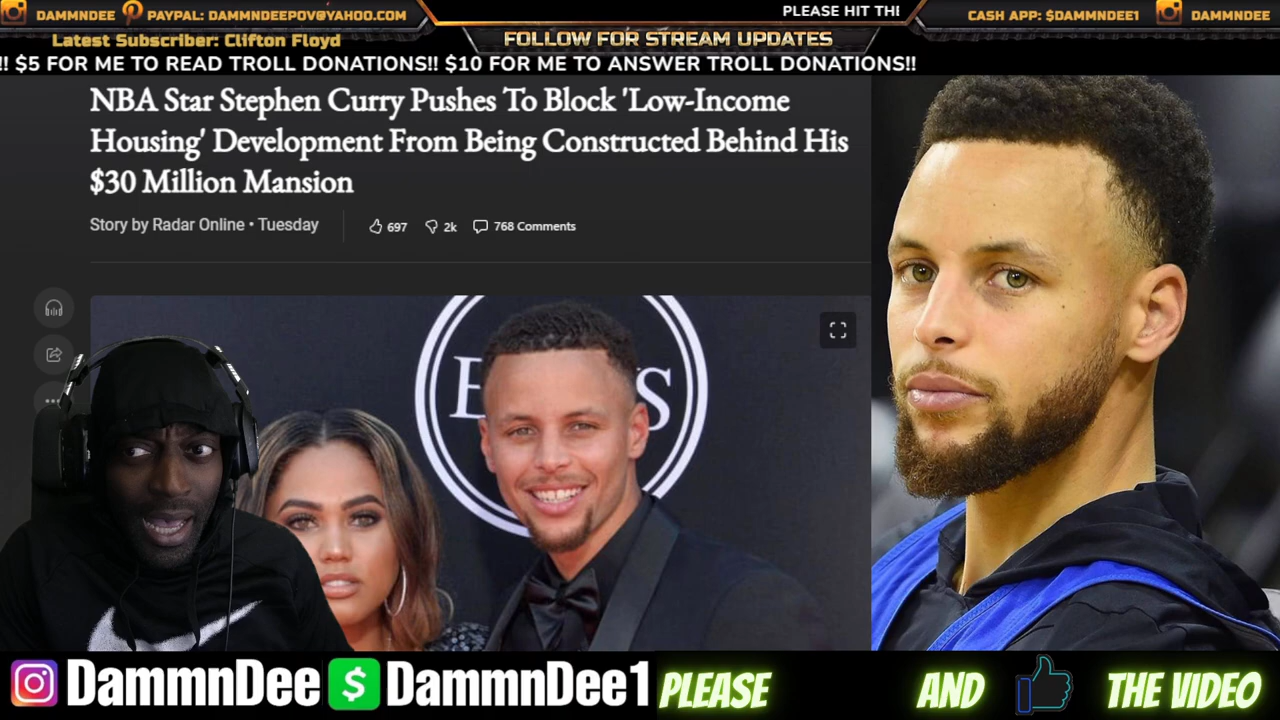 DAMMNDEE PAYPAL: DAMMNDEEPOV@YAHOO.COM
PLEASE HIT THE
CASH APP: $DAMMNDEE1 DAMMNDEE
Latest Subscriber: Clifton Floyd
FOLLOW FOR STREAM UPDATES
!! $5 FOR ME TO READ TROLL DONATIONS!! $10 FOR ME TO ANSWER TROLL DONATIONS!!
NBA Star Stephen Curry Pushes To Block 'Low-Income
Housing' Development From Being Constructed Behind His
$30 Million Mansion
Story by Radar Online • Tuesday
697 2k 768 Comments
DammnDee $ DammnDee1 PLEASE AND THE VIDEO